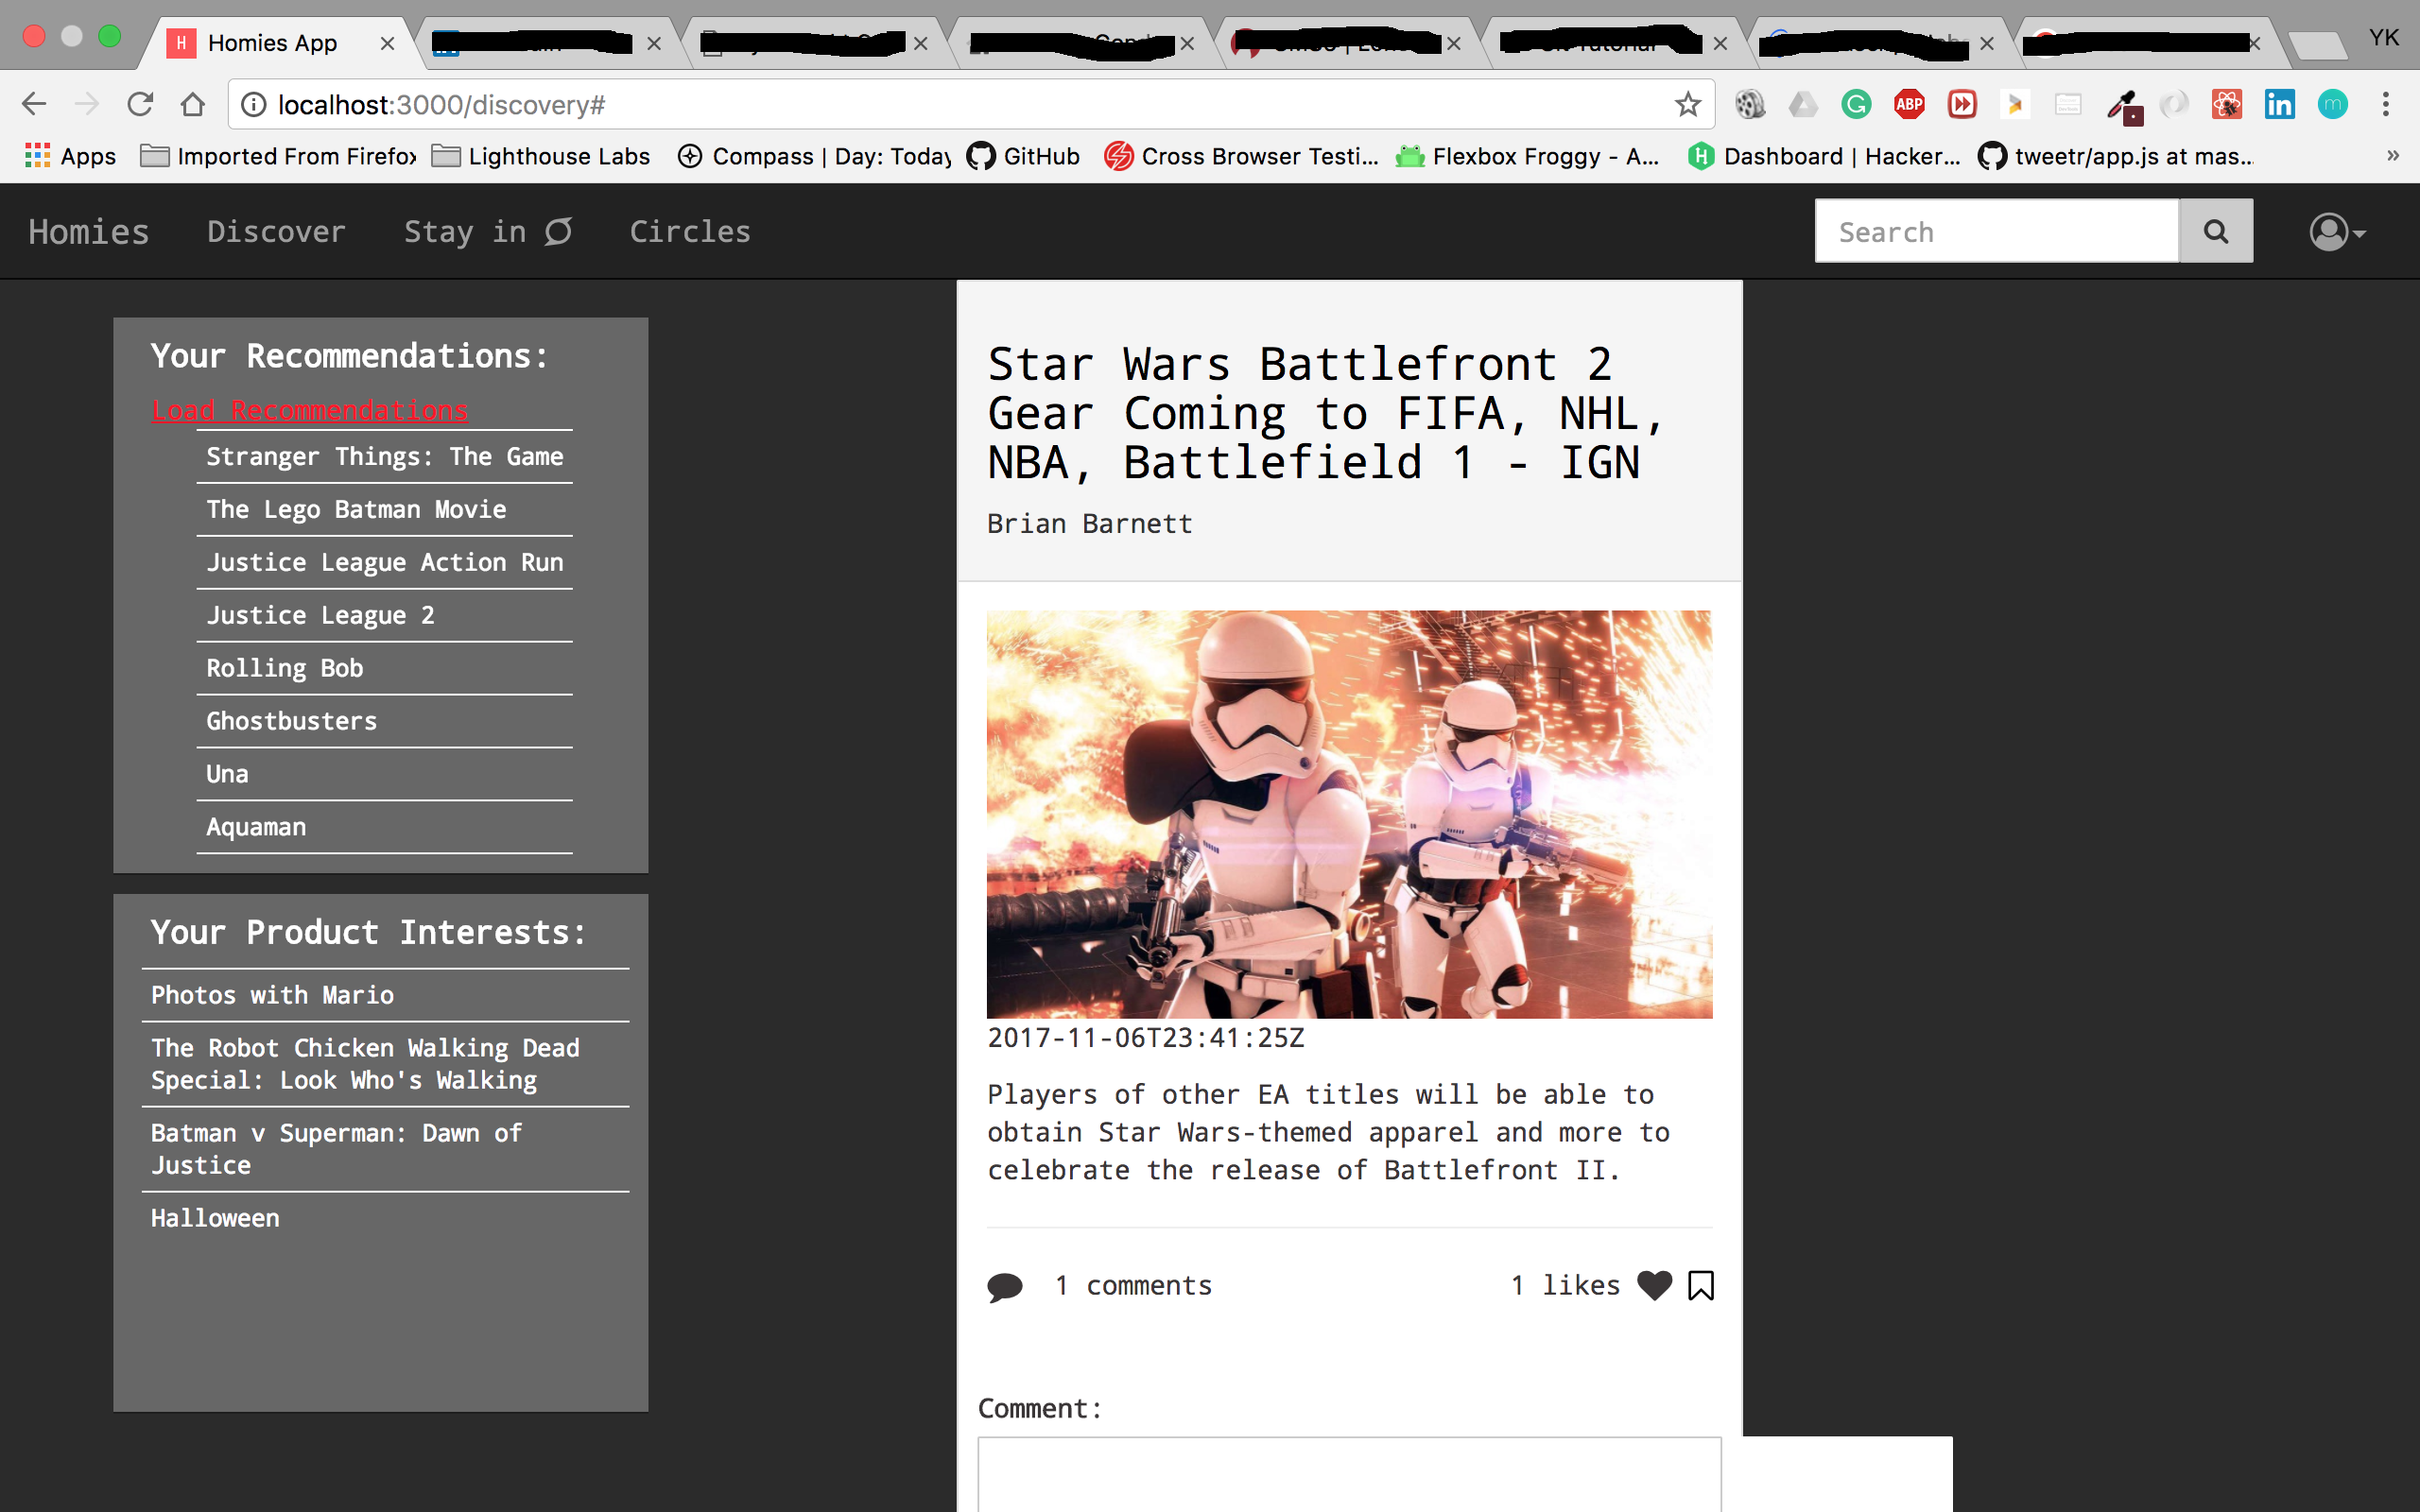 Homies App
YK
localhost:3000/discovery#
Apps
Imported From Firefox
Lighthouse Labs
Compass | Day: Today
GitHub
Cross Browser Testi...
Flexbox Froggy - A...
Dashboard | Hacker...
tweetr/app.js at mas...
»
Homies
Discover
Stay in
Circles
Search
Your Recommendations:
Load Recommendations
Stranger Things: The Game
The Lego Batman Movie
Justice League Action Run
Justice League 2
Rolling Bob
Ghostbusters
Una
Aquaman
Your Product Interests:
Photos with Mario
The Robot Chicken Walking Dead
Special: Look Who's Walking
Batman v Superman: Dawn of
Justice
Halloween
Star Wars Battlefront 2
Gear Coming to FIFA, NHL,
NBA, Battlefield 1 - IGN
Brian Barnett
2017-11-06T23:41:25Z
Players of other EA titles will be able to
obtain Star Wars-themed apparel and more to
celebrate the release of Battlefront II.
1 comments
1 likes
Comment: